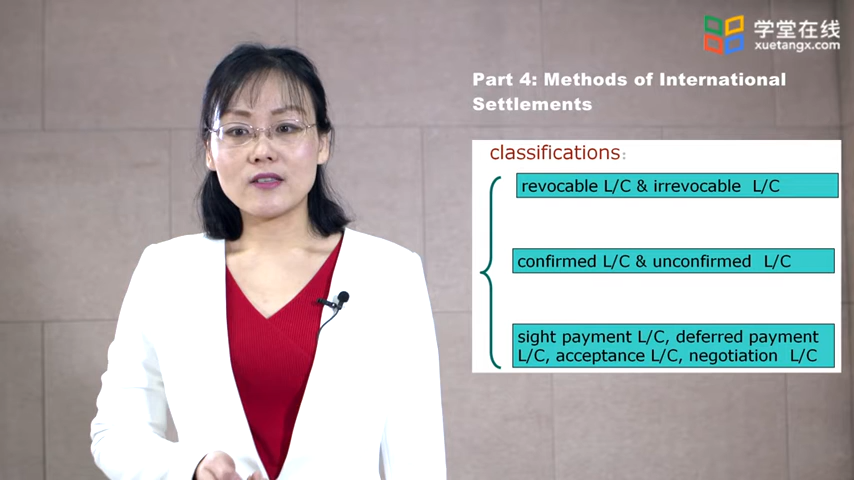 学堂在线
xuetangx.com
Part 4: Methods of International
Settlements
classifications:
revocable L/C & irrevocable L/C
confirmed L/C & unconfirmed L/C
sight payment L/C, deferred payment
L/C, acceptance L/C, negotiation L/C